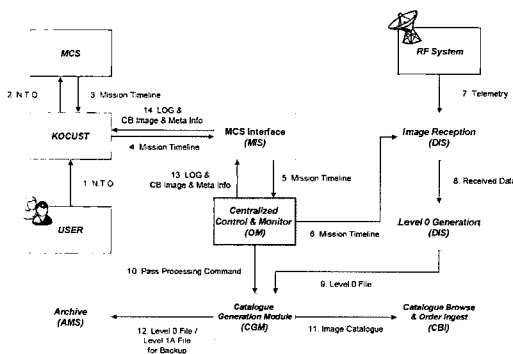 MCS
RF System
2. N T O
3. Mission Timeline
7. Telemetry
14. LOG &
CB Image & Meta Info
KOCUST
4. Mission Timeline
MCS Interface
(MIS)
Image Reception
(DIS)
13. LOG &
CB Image & Meta Info
5. Mission Timeline
1. N T O
8. Received Data
USER
Centralized
Control & Monitor
(OM)
6. Mission Timeline
Level 0 Generation
(DIS)
10. Pass Processing Command
9. Level 0 File
Archive
(AMS)
Catalogue
Generation Module
(CGM)
Catalogue Browse
& Order Ingest
(CBI)
12. Level 0 File /
Level 1A File
for Backup
11. Image Catalogue